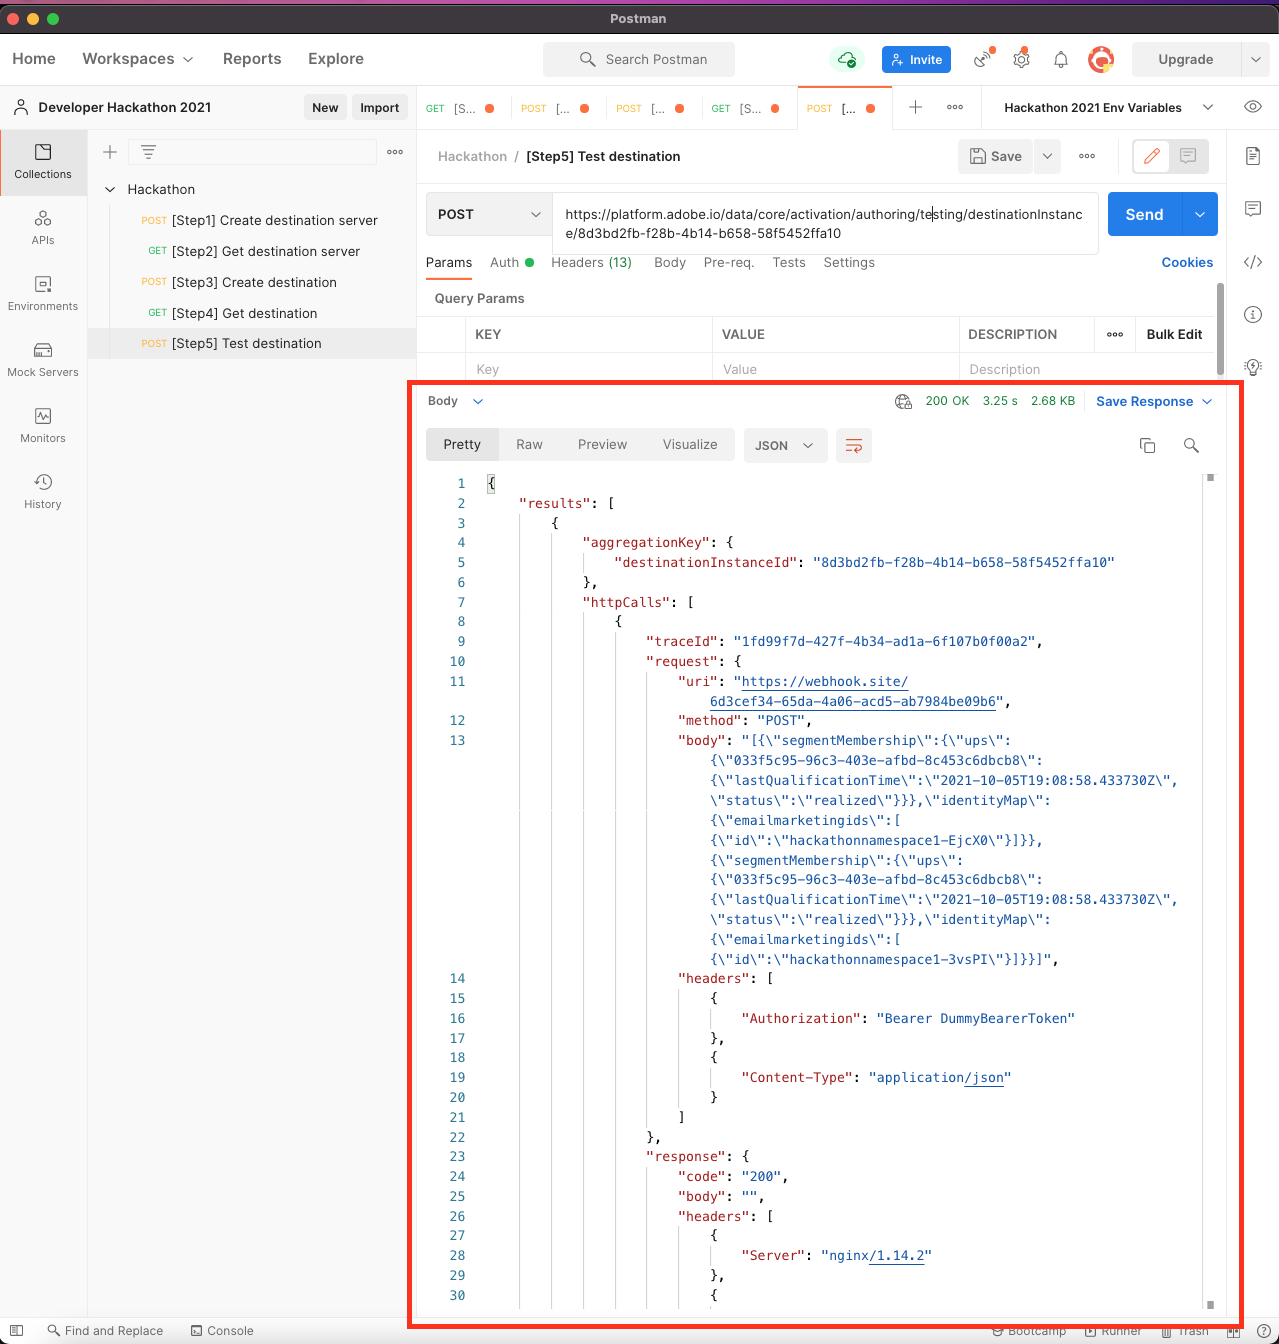 Postman
Home Workspaces Reports Explore Search Postman Invite Upgrade
Developer Hackathon 2021 New Import GET [S... POST [... POST [... GET [S... POST [... Hackathon 2021 Env Variables
Collections
APIs
Environments
Mock Servers
Monitors
History
Hackathon
POST [Step1] Create destination server
GET [Step2] Get destination server
POST [Step3] Create destination
GET [Step4] Get destination
POST [Step5] Test destination
Hackathon / [Step5] Test destination Save
POST https://platform.adobe.io/data/core/activation/authoring/testing/destinationInstanc
e/8d3bd2fb-f28b-4b14-b658-58f5452ffa10
Send
Params Auth Headers (13) Body Pre-req. Tests Settings Cookies
Query Params
KEY VALUE DESCRIPTION Bulk Edit
Key Value Description
Body 200 OK 3.25 s 2.68 KB Save Response
Pretty Raw Preview Visualize JSON
1 {
2 "results": [
3 {
4 "aggregationKey": {
5 "destinationInstanceId": "8d3bd2fb-f28b-4b14-b658-58f5452ffa10"
6 },
7 "httpCalls": [
8 {
9 "traceId": "1fd99f7d-427f-4b34-ad1a-6f107b0f00a2",
10 "request": {
11 "uri": "https://webhook.site/
6d3cef34-65da-4a06-acd5-ab7984be09b6",
12 "method": "POST",
13 "body": "[{\"segmentMembership\":{\"ups\":
{\"033f5c95-96c3-403e-afbd-8c453c6dbcb8\":
{\"lastQualificationTime\":\"2021-10-05T19:08:58.433730Z\",
\"status\":\"realized\"}}},\"identityMap\":
{\"emailmarketingids\":[
{\"id\":\"hackathonnamespace1-EjcX0\"}]}},
{\"segmentMembership\":{\"ups\":
{\"033f5c95-96c3-403e-afbd-8c453c6dbcb8\":
{\"lastQualificationTime\":\"2021-10-05T19:08:58.433730Z\",
\"status\":\"realized\"}}},\"identityMap\":
{\"emailmarketingids\":[
{\"id\":\"hackathonnamespace1-3vsPI\"}]}}]",
14 "headers": [
15 {
16 "Authorization": "Bearer DummyBearerToken"
17 },
18 {
19 "Content-Type": "application/json"
20 }
21 ]
22 },
23 "response": {
24 "code": "200",
25 "body": "",
26 "headers": [
27 {
28 "Server": "nginx/1.14.2"
29 },
30 {
Find and Replace Console Bootcamp Runner Trash